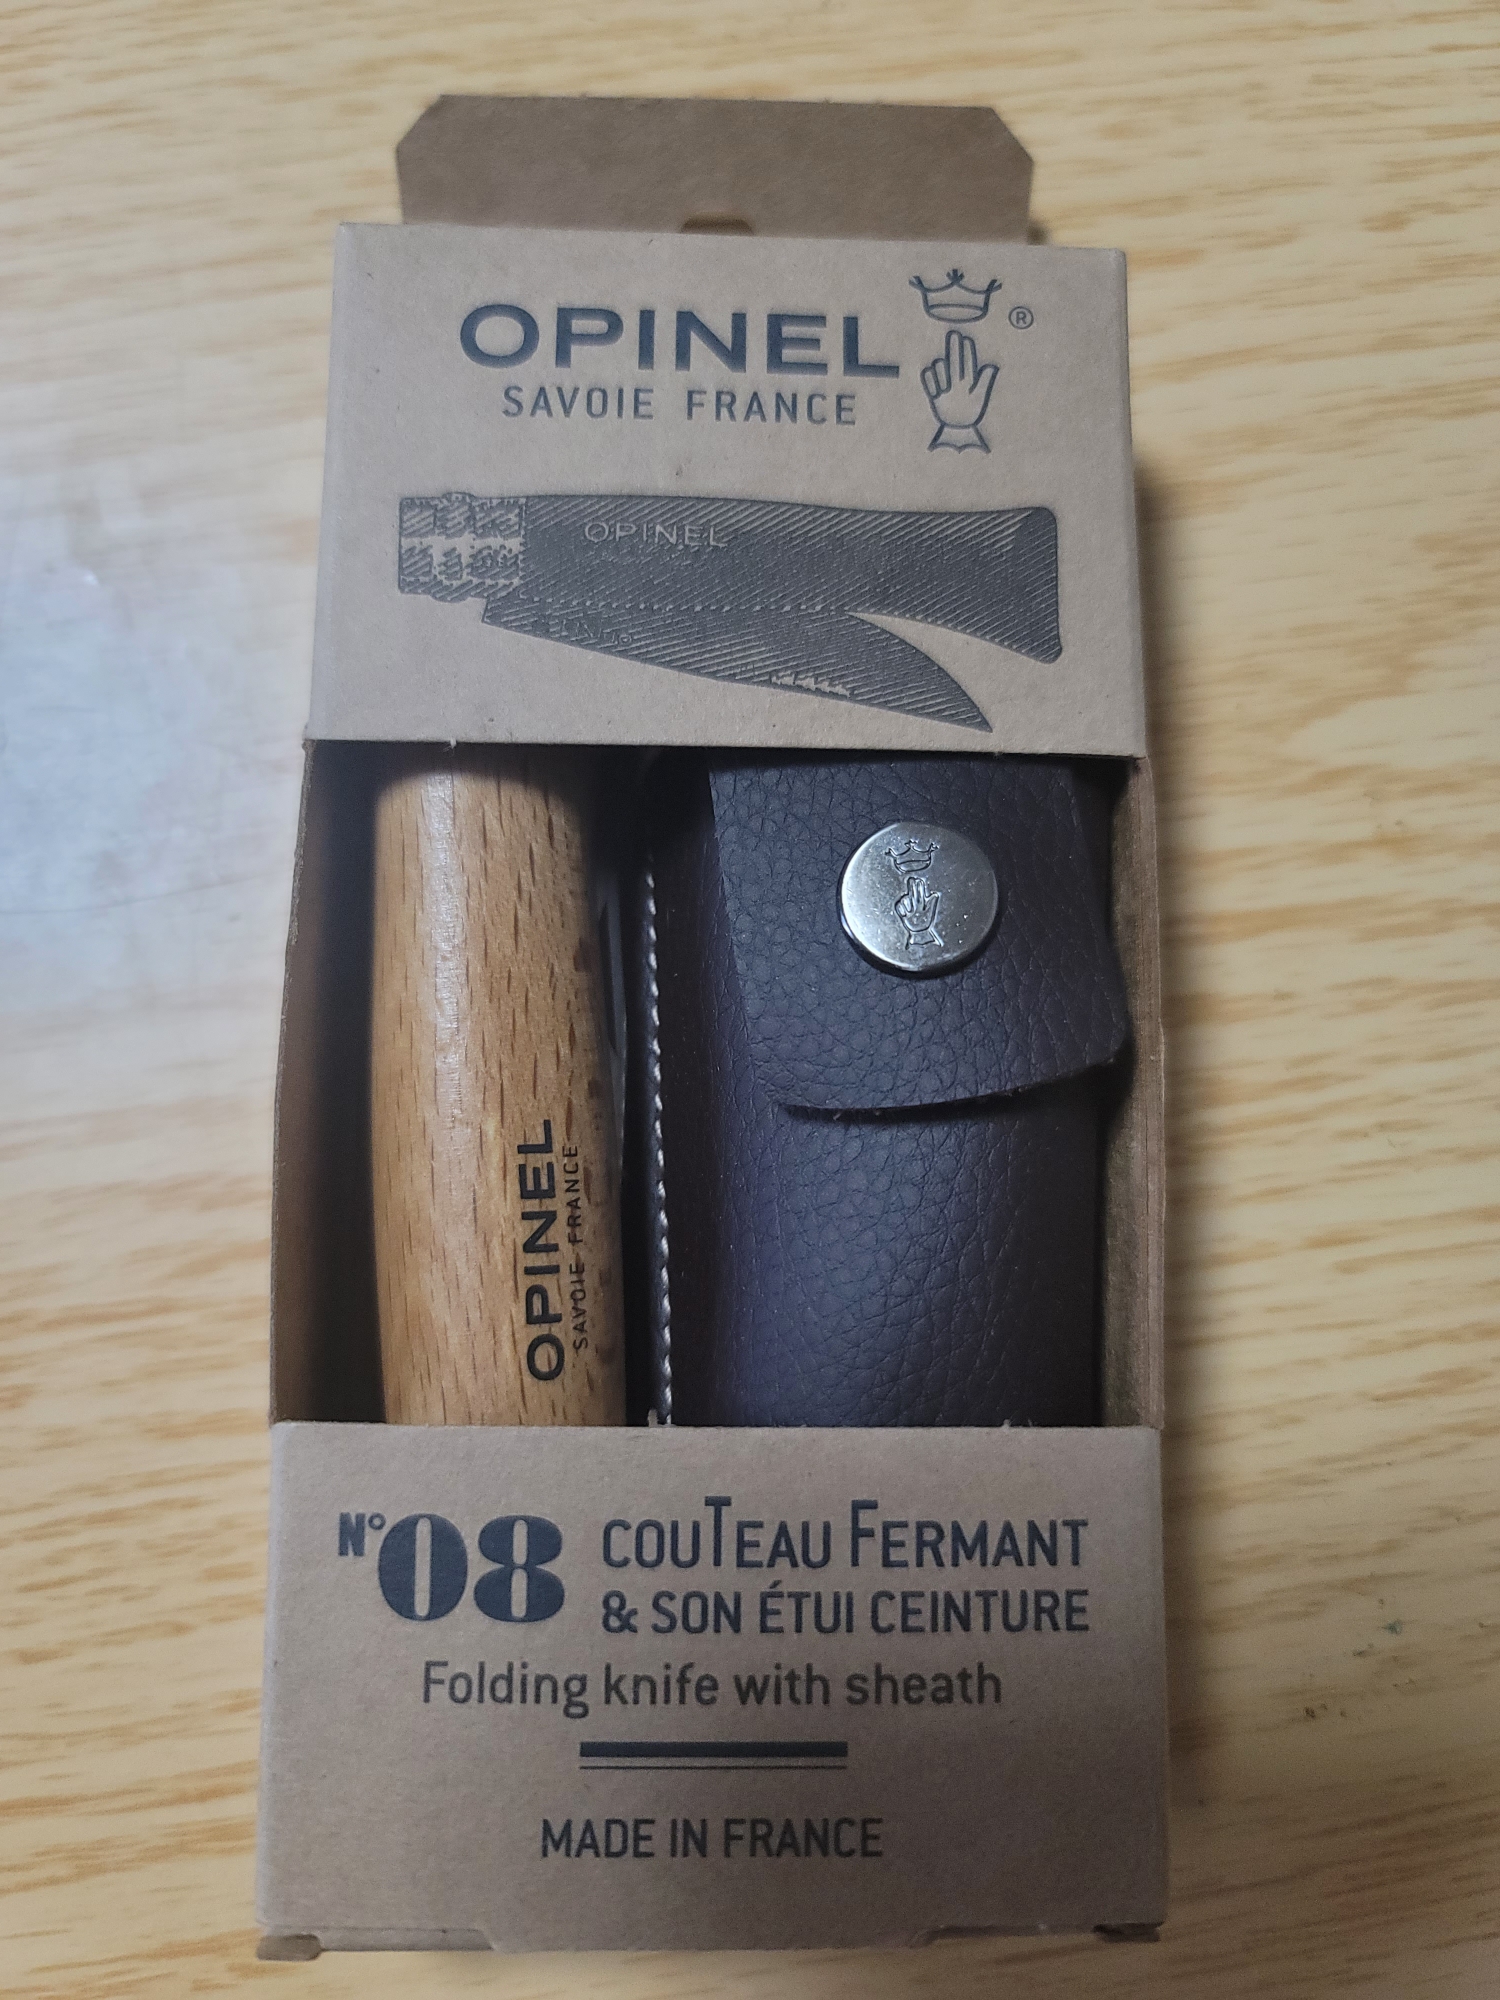 OPINEL ®
SAVOIE FRANCE
OPINEL
OPINEL
SAVOIE FRANCE
N°08 COUTEAU FERMANT
& SON ÉTUI CEINTURE
Folding knife with sheath
MADE IN FRANCE